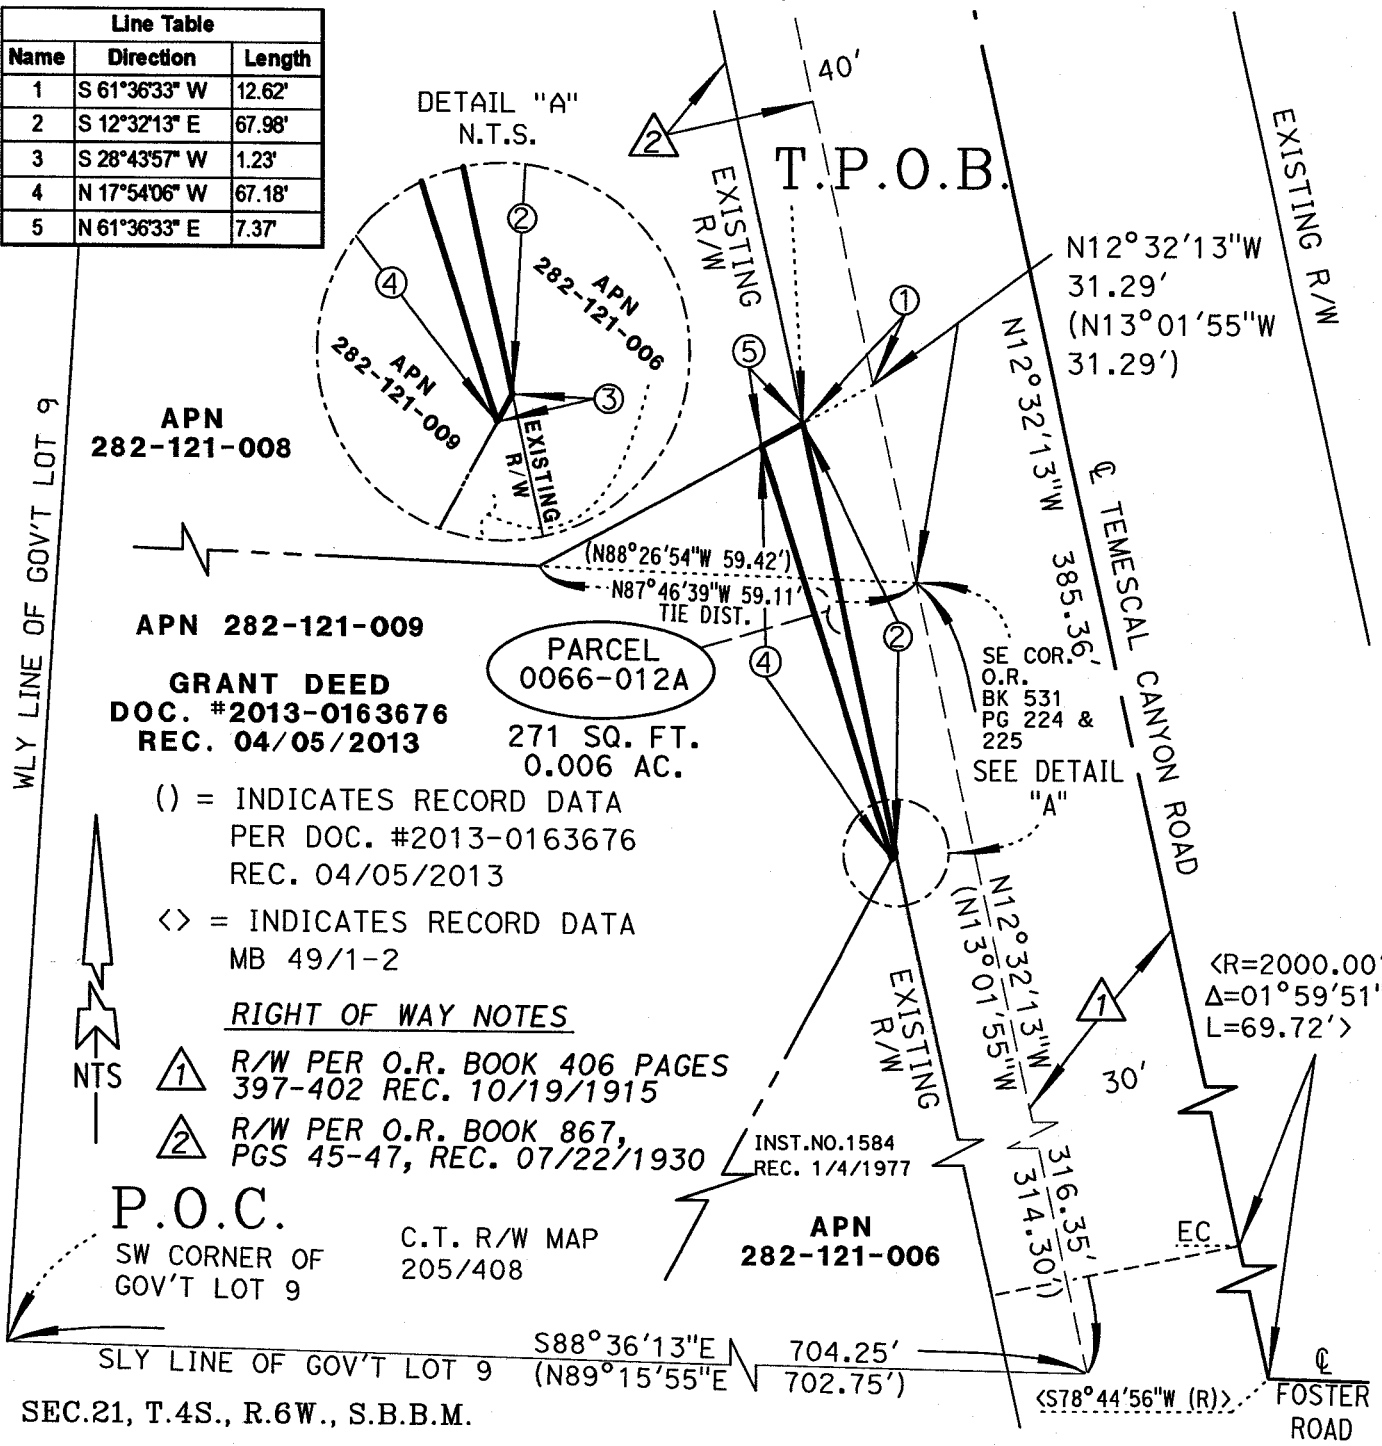 Line Table
Name Direction Length
1 S 61°36'33" W 12.62'
2 S 12°32'13" E 67.98'
3 S 28°43'57" W 1.23'
4 N 17°54'06" W 67.18'
5 N 61°36'33" E 7.37'
DETAIL "A"
N.T.S.
2
4
APN
282-121-006
APN
282-121-009
3
EXISTING
R/W
40'
2
T.P.O.B.
EXISTING
R/W
EXISTING R/W
N12°32'13"W
31.29'
(N13°01'55"W
31.29')
1
5
N12°32'13"W 385.36'
℄ TEMESCAL CANYON ROAD
WLY LINE OF GOV'T LOT 9
APN
282-121-008
(N88°26'54"W 59.42')
N87°46'39"W 59.11'
TIE DIST.
APN 282-121-009
GRANT DEED
DOC. #2013-0163676
REC. 04/05/2013
PARCEL
0066-012A
271 SQ. FT.
0.006 AC.
4
2
SE COR.
O.R.
BK 531
PG 224 &
225
SEE DETAIL
"A"
() = INDICATES RECORD DATA
PER DOC. #2013-0163676
REC. 04/05/2013
<> = INDICATES RECORD DATA
MB 49/1-2
NTS
RIGHT OF WAY NOTES
1 R/W PER O.R. BOOK 406 PAGES
397-402 REC. 10/19/1915
2 R/W PER O.R. BOOK 867,
PGS 45-47, REC. 07/22/1930
EXISTING
R/W
N12°32'13"W 316.35'
(N13°01'55"W 314.30')
1
30'
<R=2000.00'
Δ=01°59'51"
L=69.72'>
INST.NO.1584
REC. 1/4/1977
APN
282-121-006
EC
P.O.C.
SW CORNER OF
GOV'T LOT 9
C.T. R/W MAP
205/408
SLY LINE OF GOV'T LOT 9
S88°36'13"E 704.25'
(N89°15'55"E 702.75')
<S78°44'56"W (R)>
℄
FOSTER
ROAD
SEC.21, T.4S., R.6W., S.B.B.M.